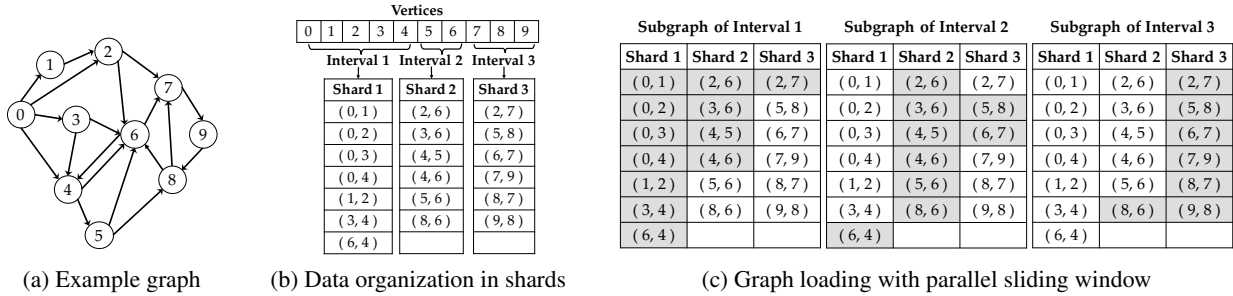 1
2
7
0
3
6
9
4
8
5
(a) Example graph
Vertices
0 1 2 3 4 5 6 7 8 9
Interval 1 Interval 2 Interval 3
Shard 1 Shard 2 Shard 3
(0, 1) (2, 6) (2, 7)
(0, 2) (3, 6) (5, 8)
(0, 3) (4, 5) (6, 7)
(0, 4) (4, 6) (7, 9)
(1, 2) (5, 6) (8, 7)
(3, 4) (8, 6) (9, 8)
(6, 4)
(b) Data organization in shards
Subgraph of Interval 1 Subgraph of Interval 2 Subgraph of Interval 3
Shard 1 Shard 2 Shard 3 Shard 1 Shard 2 Shard 3 Shard 1 Shard 2 Shard 3
(0, 1) (2, 6) (2, 7) (0, 1) (2, 6) (2, 7) (0, 1) (2, 6) (2, 7)
(0, 2) (3, 6) (5, 8) (0, 2) (3, 6) (5, 8) (0, 2) (3, 6) (5, 8)
(0, 3) (4, 5) (6, 7) (0, 3) (4, 5) (6, 7) (0, 3) (4, 5) (6, 7)
(0, 4) (4, 6) (7, 9) (0, 4) (4, 6) (7, 9) (0, 4) (4, 6) (7, 9)
(1, 2) (5, 6) (8, 7) (1, 2) (5, 6) (8, 7) (1, 2) (5, 6) (8, 7)
(3, 4) (8, 6) (9, 8) (3, 4) (8, 6) (9, 8) (3, 4) (8, 6) (9, 8)
(6, 4) (6, 4) (6, 4)
(c) Graph loading with parallel sliding window